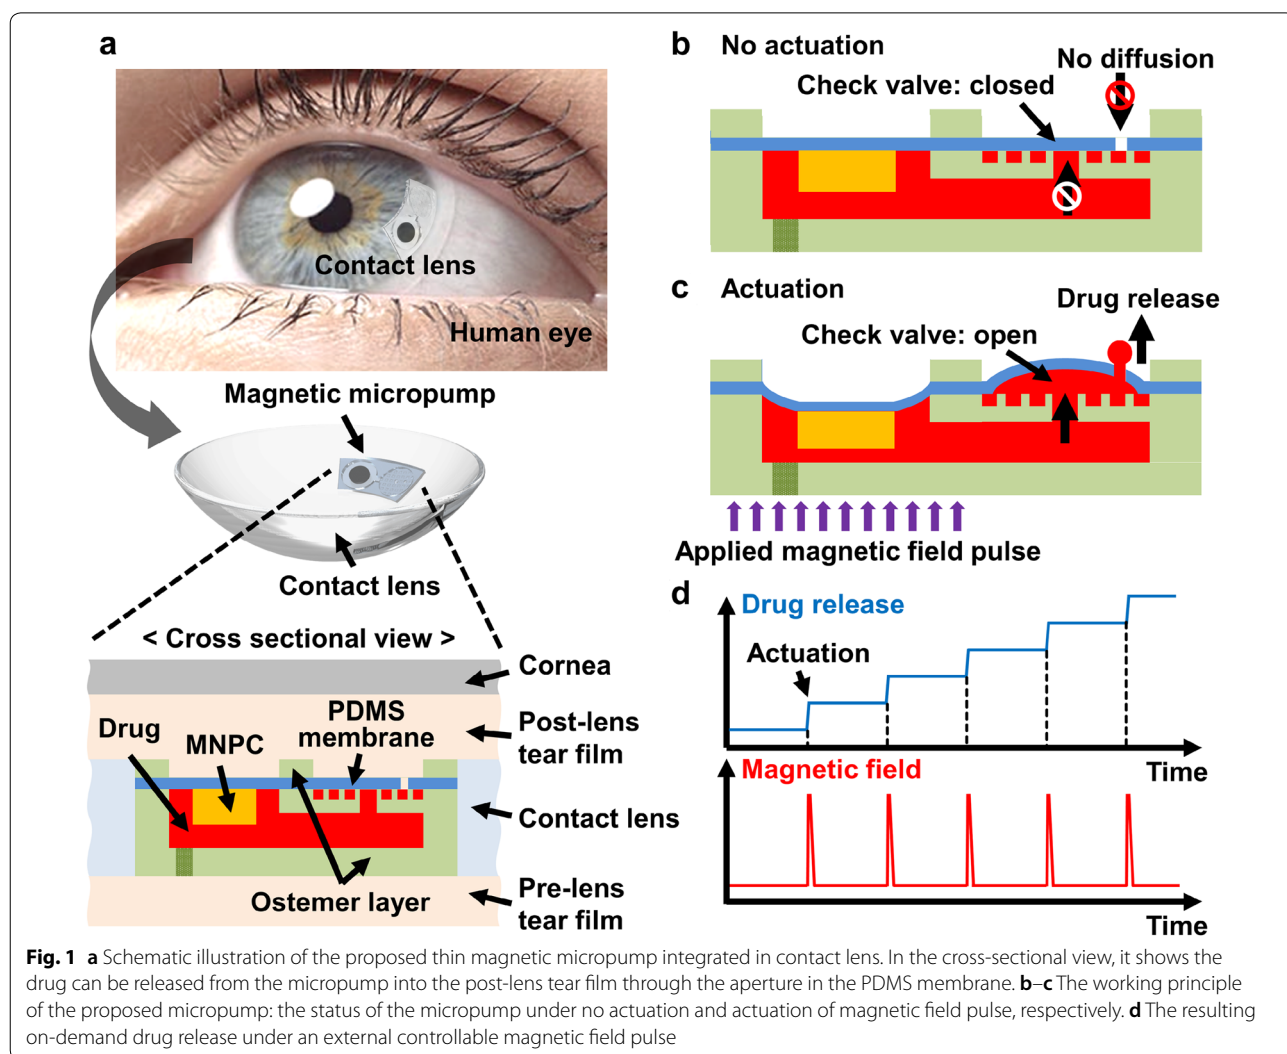 a
Contact lens
Human eye
Magnetic micropump
Contact lens
< Cross sectional view >
Cornea
Post-lens
tear film
Drug
MNPC
PDMS
membrane
Contact lens
Ostemer layer
Pre-lens
tear film
b
No actuation
No diffusion
Check valve: closed
c
Actuation
Drug release
Check valve: open
Applied magnetic field pulse
d
Drug release
Actuation
Time
Magnetic field
Time
Fig. 1 a Schematic illustration of the proposed thin magnetic micropump integrated in contact lens. In the cross-sectional view, it shows the
drug can be released from the micropump into the post-lens tear film through the aperture in the PDMS membrane. b–c The working principle
of the proposed micropump: the status of the micropump under no actuation and actuation of magnetic field pulse, respectively. d The resulting
on-demand drug release under an external controllable magnetic field pulse